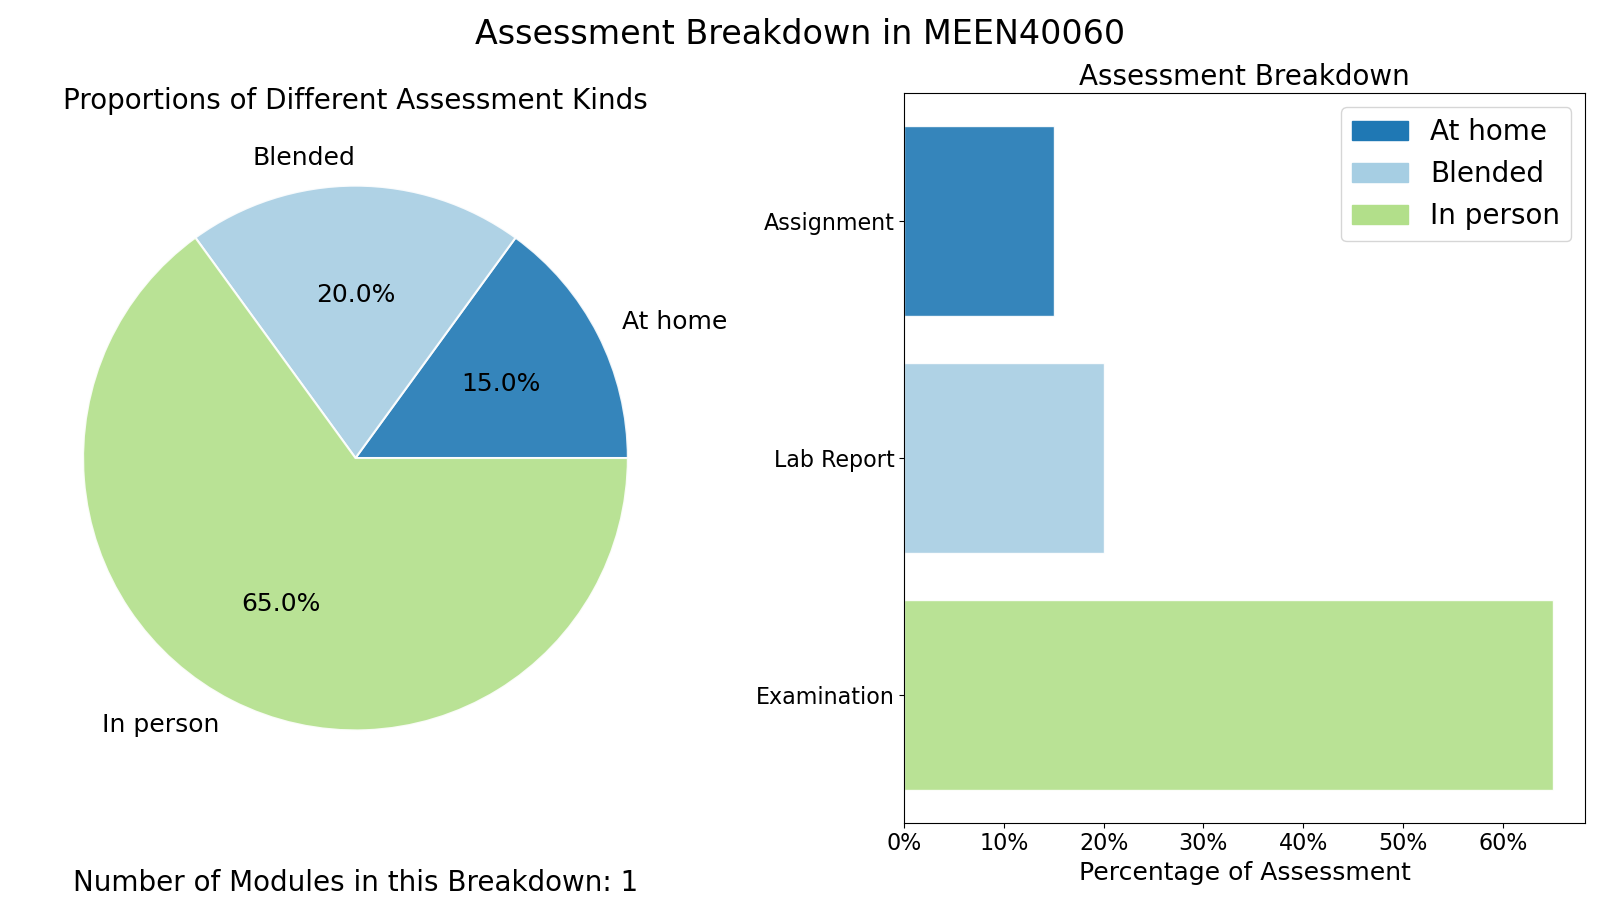 Assessment Breakdown in MEEN40060
Proportions of Different Assessment Kinds
Blended
20.0%
At home
15.0%
65.0%
In person
Number of Modules in this Breakdown: 1
Assessment Breakdown
At home
Blended
In person
Assignment
Lab Report
Examination
0% 10% 20% 30% 40% 50% 60%
Percentage of Assessment